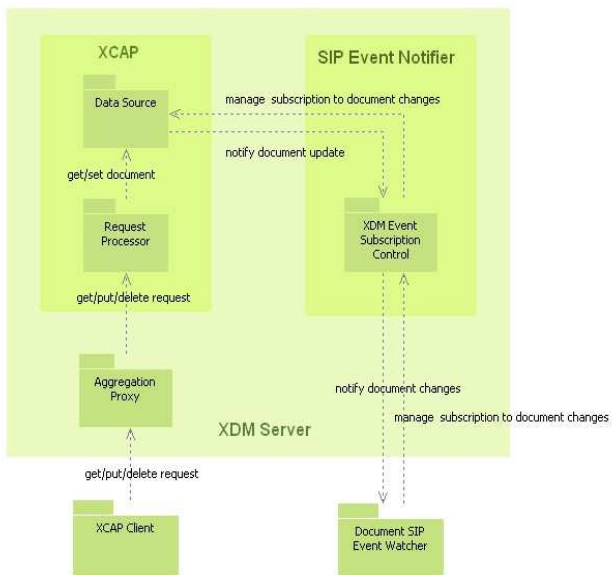 XCAP
SIP Event Notifier
Data Source
manage subscription to document changes
notify document update
get/set document
Request
Processor
XDM Event
Subscription
Control
get/put/delete request
Aggregation
Proxy
notify document changes
manage subscription to document changes
XDM Server
get/put/delete request
XCAP Client
Document SIP
Event Watcher